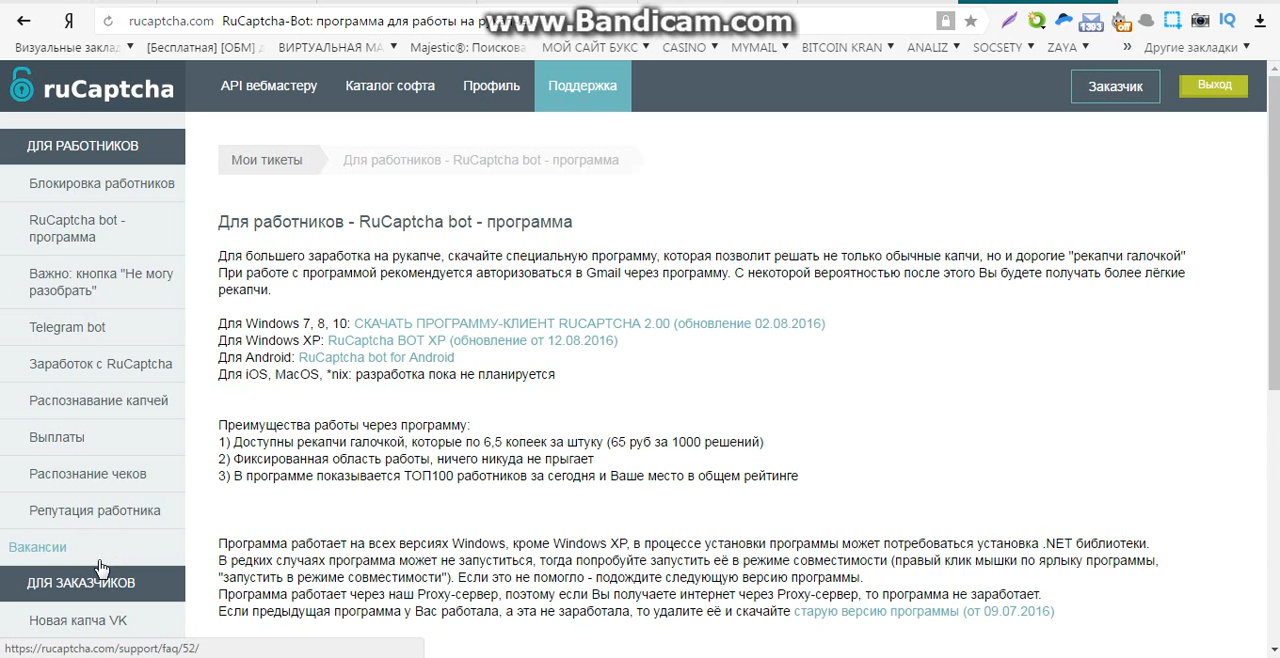 rucaptcha.com RuCaptcha-Bot: программа для работы на
www.Bandicam.com
Визуальные заклад
[Бесплатная] [ОБМ]
ВИРТУАЛЬНАЯ МА
Majestic®: Поискова
МОЙ САЙТ БУКС
CASINO
MYMAIL
BITCOIN KRAN
ANALIZ
SOCSETY
ZAYA
»
Другие закладки
ruCaptcha
API вебмастеру
Каталог софта
Профиль
Поддержка
Заказчик
Выход
ДЛЯ РАБОТНИКОВ
Блокировка работников
RuCaptcha bot -
программа
Важно: кнопка "Не могу
разобрать"
Telegram bot
Заработок с RuCaptcha
Распознавание капчей
Выплаты
Распознание чеков
Репутация работника
Вакансии
ДЛЯ ЗАКАЗЧИКОВ
Новая капча VK
Мои тикеты
Для работников - RuCaptcha bot - программа
Для работников - RuCaptcha bot - программа
Для большего заработка на рукапче, скачайте специальную программу, которая позволит решать не только обычные капчи, но и дорогие "рекапчи галочкой"
При работе с программой рекомендуется авторизоваться в Gmail через программу. С некоторой вероятностью после этого Вы будете получать более лёгкие
рекапчи.
Для Windows 7, 8, 10: СКАЧАТЬ ПРОГРАММУ-КЛИЕНТ RUCAPTCHA 2.00 (обновление 02.08.2016)
Для Windows XP: RuCaptcha BOT XP (обновление от 12.08.2016)
Для Android: RuCaptcha bot for Android
Для iOS, MacOS, *nix: разработка пока не планируется
Преимущества работы через программу:
1) Доступны рекапчи галочкой, которые по 6,5 копеек за штуку (65 руб за 1000 решений)
2) Фиксированная область работы, ничего никуда не прыгает
3) В программе показывается ТОП100 работников за сегодня и Ваше место в общем рейтинге
Программа работает на всех версиях Windows, кроме Windows XP, в процессе установки программы может потребоваться установка .NET библиотеки.
В редких случаях программа может не запуститься, тогда попробуйте запустить её в режиме совместимости (правый клик мышки по ярлыку программы,
"запустить в режиме совместимости"). Если это не помогло - подождите следующую версию программы.
Программа работает через наш Proxy-сервер, поэтому если Вы получаете интернет через Proxy-сервер, то программа не заработает.
Если предыдущая программа у Вас работала, а эта не заработала, то удалите её и скачайте старую версию программы (от 09.07.2016)
https://rucaptcha.com/support/faq/52/